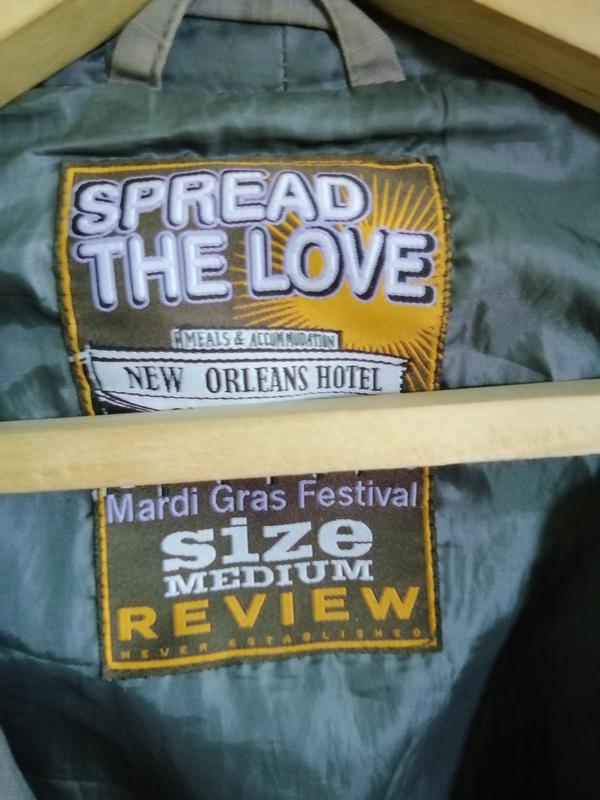 SPREAD
THE LOVE
MEALS & ACCOMMODATION
NEW ORLEANS HOTEL
Mardi Gras Festival
size
MEDIUM
REVIEW
NEVER ESTABLISHED